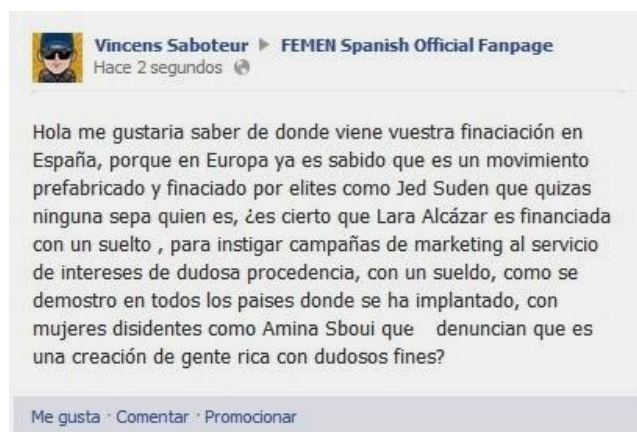 Vincens Saboteur ▶ FEMEN Spanish Official Fanpage
Hace 2 segundos
Hola me gustaria saber de donde viene vuestra finaciación en
España, porque en Europa ya es sabido que es un movimiento
prefabricado y finaciado por elites como Jed Suden que quizas
ninguna sepa quien es, ¿es cierto que Lara Alcázar es financiada
con un suelto , para instigar campañas de marketing al servicio
de intereses de dudosa procedencia, con un sueldo, como se
demostro en todos los paises donde se ha implantado, con
mujeres disidentes como Amina Sboui que denuncian que es
una creación de gente rica con dudosos fines?
Me gusta · Comentar · Promocionar